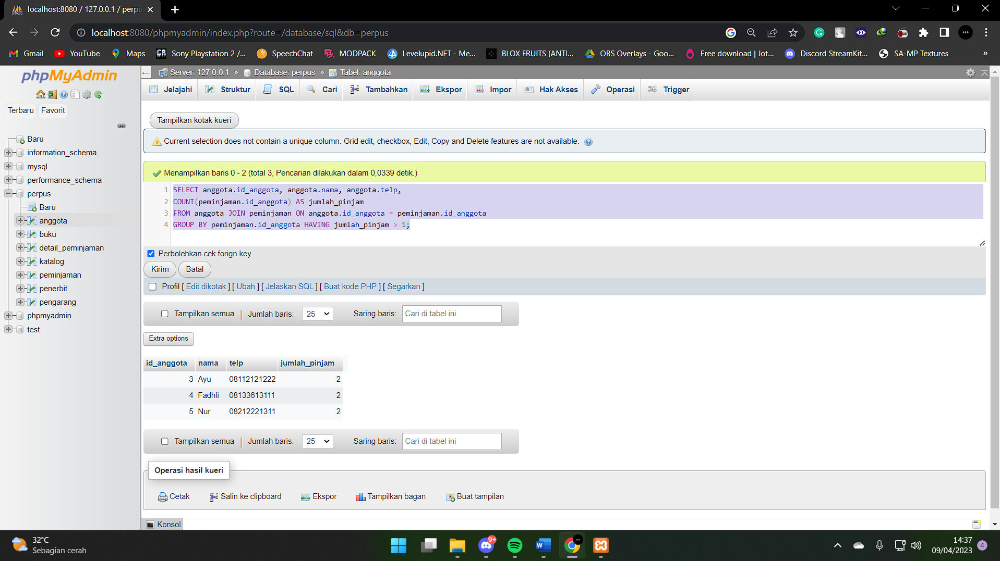 localhost:8080 / 127.0.0.1 / perpu
localhost:8080/phpmyadmin/index.php?route=/database/sql&db=perpus
Gmail YouTube Maps Sony Playstation 2 /... SpeechChat MODPACK Levelupid.NET - Me... BLOX FRUITS (ANTI... OBS Overlays - Goo... Free download | Jot... Discord StreamKit... SA-MP Textures »
phpMyAdmin
Terbaru Favorit
Baru
information_schema
mysql
performance_schema
perpus
Baru
anggota
buku
detail_peminjaman
katalog
peminjaman
penerbit
pengarang
phpmyadmin
test
Server: 127.0.0.1 » Database: perpus » Tabel: anggota
Jelajahi Struktur SQL Cari Tambahkan Ekspor Impor Hak Akses Operasi Trigger
Tampilkan kotak kueri
Current selection does not contain a unique column. Grid edit, checkbox, Edit, Copy and Delete features are not available.
Menampilkan baris 0 - 2 (total 3, Pencarian dilakukan dalam 0,0339 detik.)
1 SELECT anggota.id_anggota, anggota.nama, anggota.telp,
2 COUNT(peminjaman.id_anggota) AS jumlah_pinjam
3 FROM anggota JOIN peminjaman ON anggota.id_anggota = peminjaman.id_anggota
4 GROUP BY peminjaman.id_anggota HAVING jumlah_pinjam > 1;
Perbolehkan cek forign key
Kirim Batal
Profil [ Edit dikotak ] [ Ubah ] [ Jelaskan SQL ] [ Buat kode PHP ] [ Segarkan ]
Tampilkan semua | Jumlah baris: 25 Saring baris: Cari di tabel ini
Extra options
id_anggota nama telp jumlah_pinjam
3 Ayu 08112121222 2
4 Fadhli 08133613111 2
5 Nur 08212221311 2
Tampilkan semua | Jumlah baris: 25 Saring baris: Cari di tabel ini
Operasi hasil kueri
Cetak Salin ke clipboard Ekspor Tampilkan bagan Buat tampilan
Konsol
32°C
Sebagian cerah
9+
14:37
09/04/2023
4